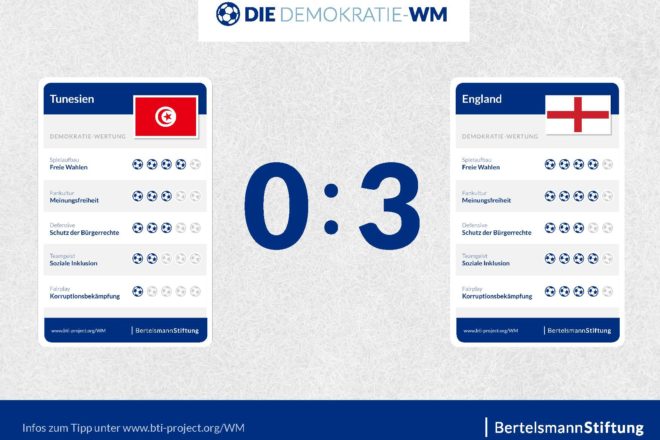 DIE DEMOKRATIE-WM
Tunesien
DEMOKRATIE-WERTUNG
Spielaufbau
Freie Wahlen
Fankultur
Meinungsfreiheit
Defensive
Schutz der Bürgerrechte
Teamgeist
Soziale Inklusion
Fairplay
Korruptionsbekämpfung
www.bti-project.org/WM
BertelsmannStiftung
0:3
England
DEMOKRATIE-WERTUNG
Spielaufbau
Freie Wahlen
Fankultur
Meinungsfreiheit
Defensive
Schutz der Bürgerrechte
Teamgeist
Soziale Inklusion
Fairplay
Korruptionsbekämpfung
www.bti-project.org/WM
BertelsmannStiftung
Infos zum Tipp unter www.bti-project.org/WM
BertelsmannStiftung